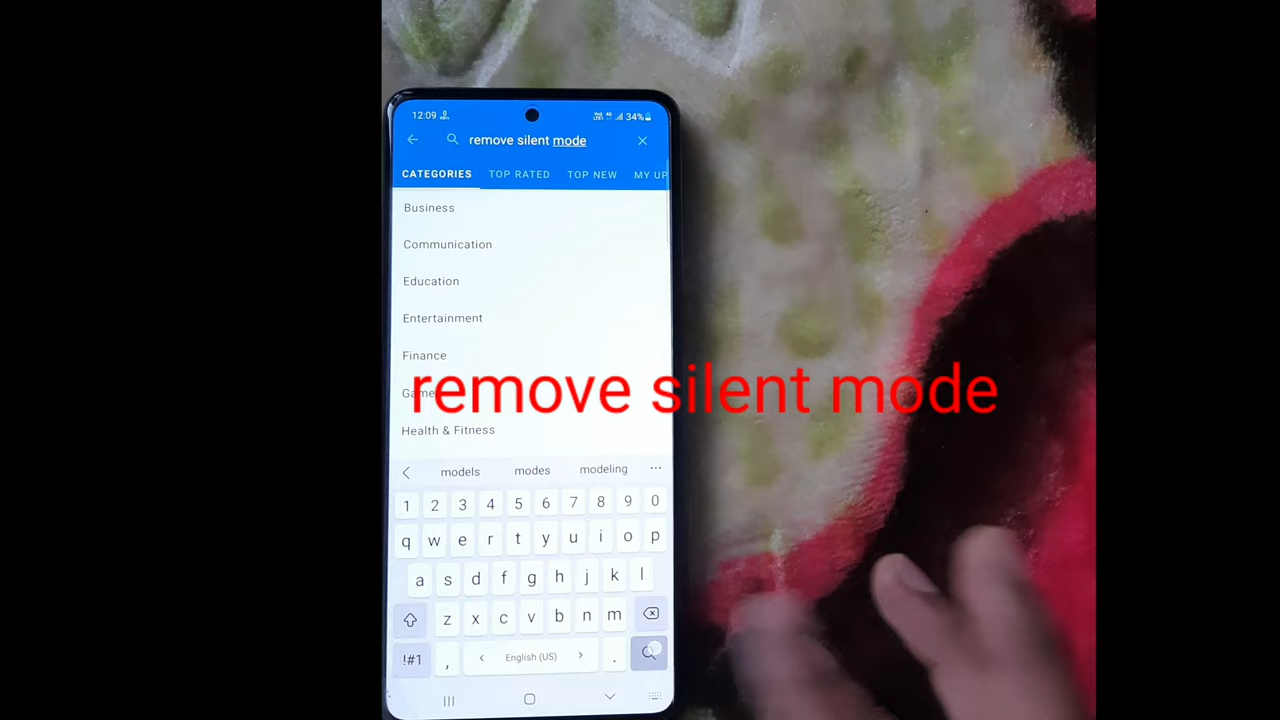 12:09
34%
remove silent mode
CATEGORIES TOP RATED TOP NEW MY UP
Business
Communication
Education
Entertainment
Finance
Game
remove silent mode
Health & Fitness
models modes modeling ...
1 2 3 4 5 6 7 8 9 0
q w e r t y u i o p
a s d f g h j k l
z x c v b n m
!#1 , < English (US) > .